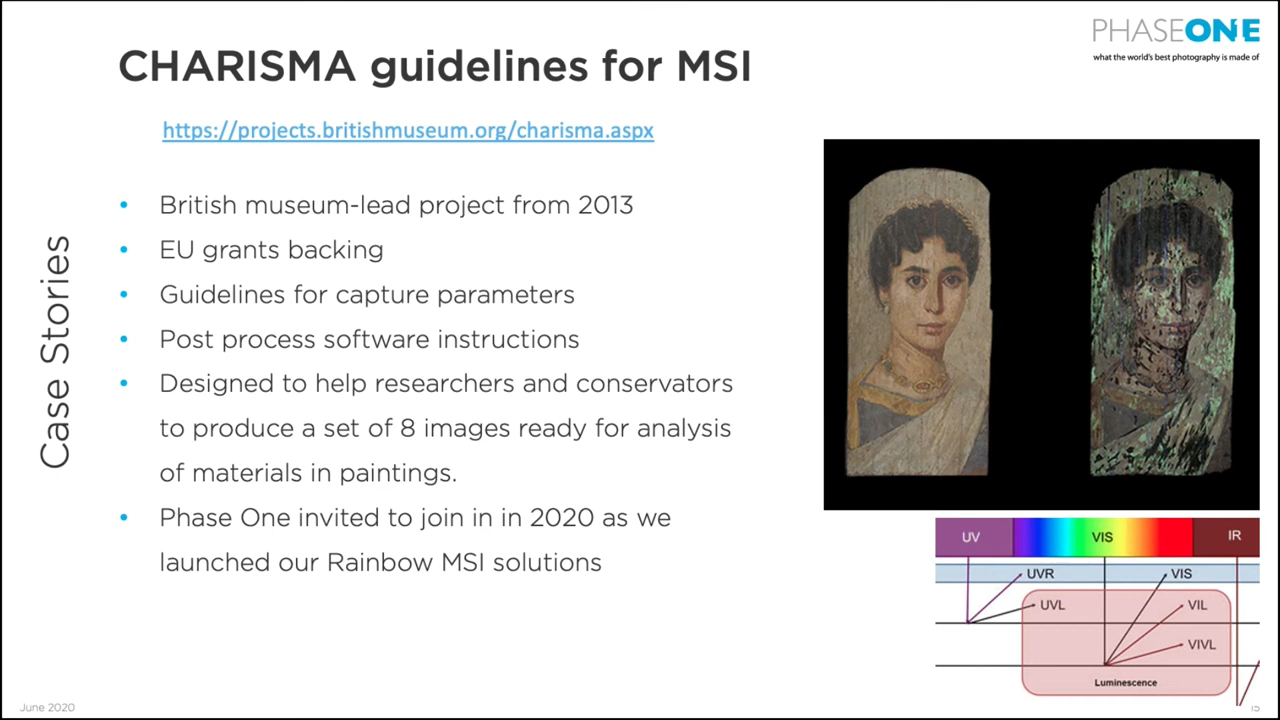 PHASEONE
what the world's best photography is made of
CHARISMA guidelines for MSI
https://projects.britishmuseum.org/charisma.aspx
Case Stories
• British museum-lead project from 2013
• EU grants backing
• Guidelines for capture parameters
• Post process software instructions
• Designed to help researchers and conservators
to produce a set of 8 images ready for analysis
of materials in paintings.
• Phase One invited to join in in 2020 as we
launched our Rainbow MSI solutions
UV VIS IR
UVR VIS
UVL VIL
VIVL
Luminescence
June 2020
15